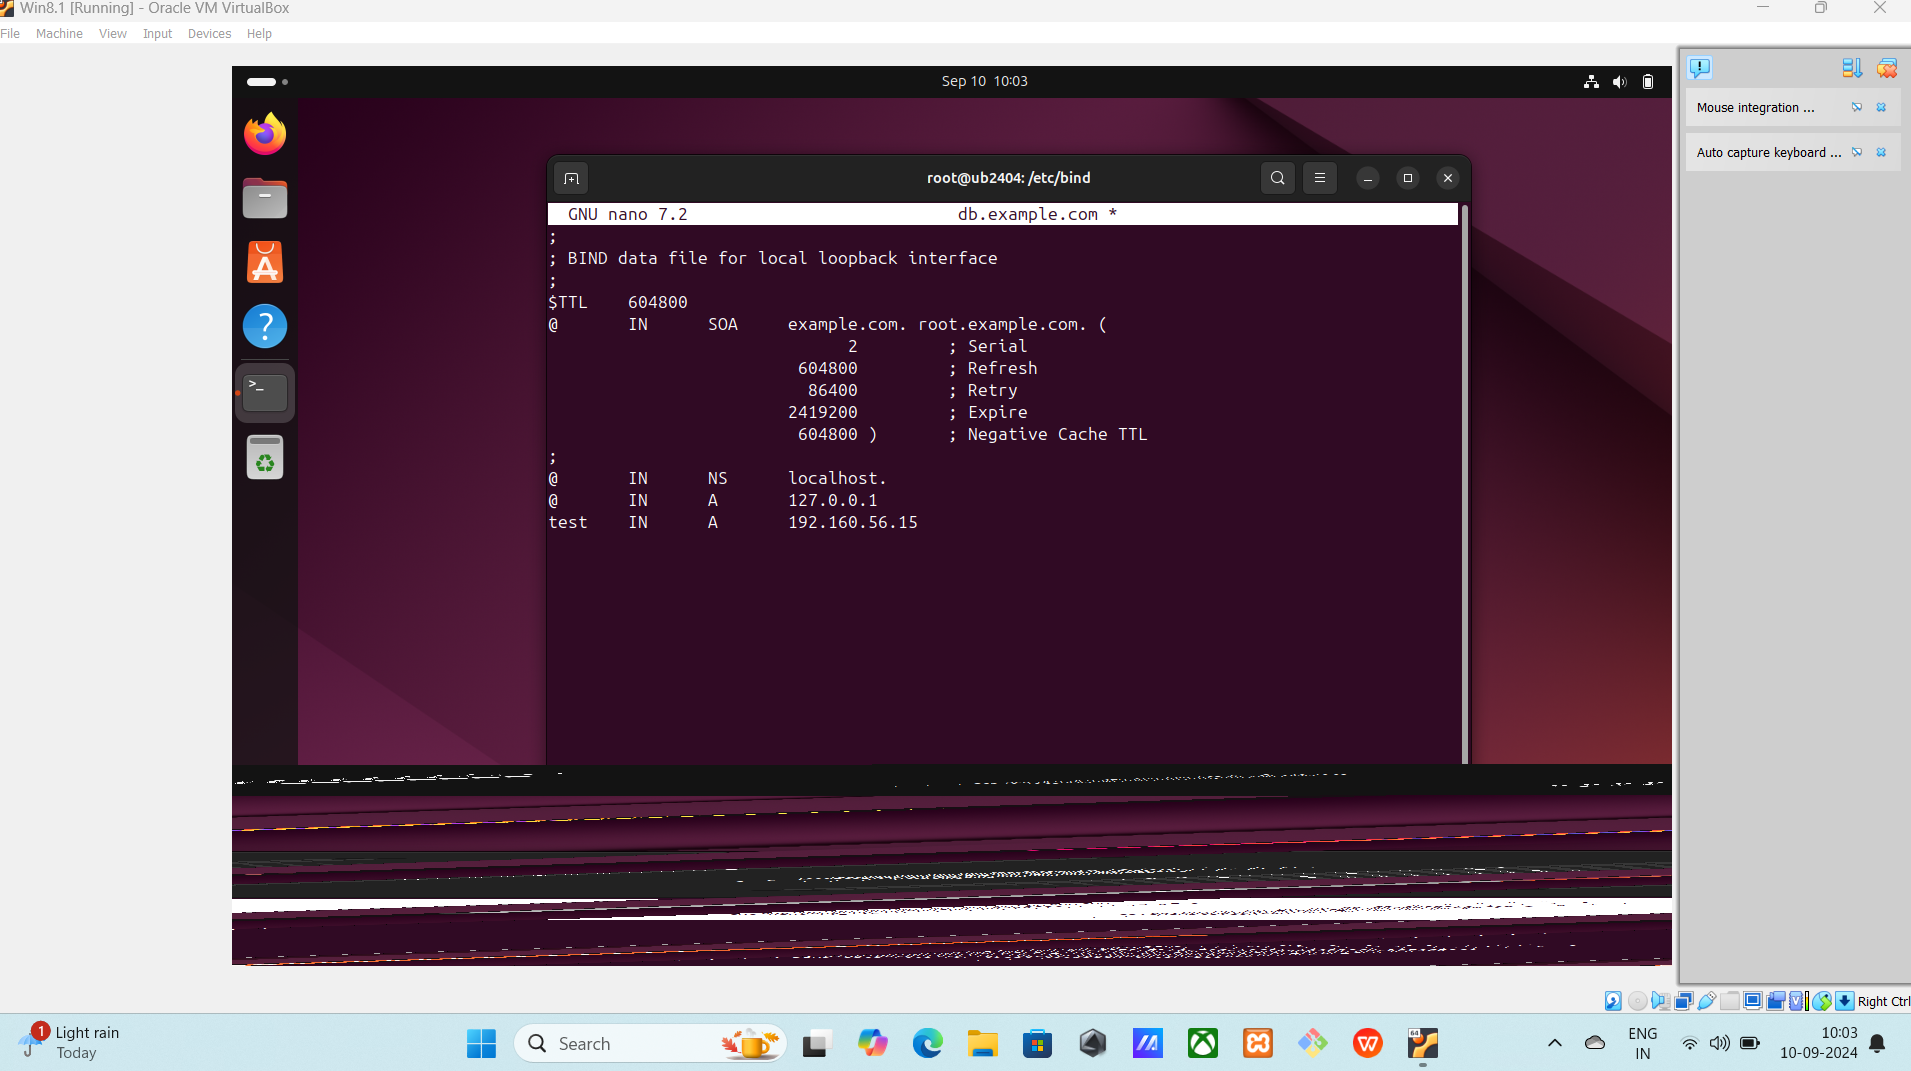 Win8.1 [Running] - Oracle VM VirtualBox
File Machine View Input Devices Help
Sep 10 10:03
Mouse integration ...
Auto capture keyboard ...
root@ub2404: /etc/bind
GNU nano 7.2 db.example.com *
;
; BIND data file for local loopback interface
;
$TTL 604800
@ IN SOA example.com. root.example.com. (
2 ; Serial
604800 ; Refresh
86400 ; Retry
2419200 ; Expire
604800 ) ; Negative Cache TTL
;
@ IN NS localhost.
@ IN A 127.0.0.1
test IN A 192.160.56.15
Right Ctrl
1
Light rain
Today
Search
64
ENG
IN
10:03
10-09-2024